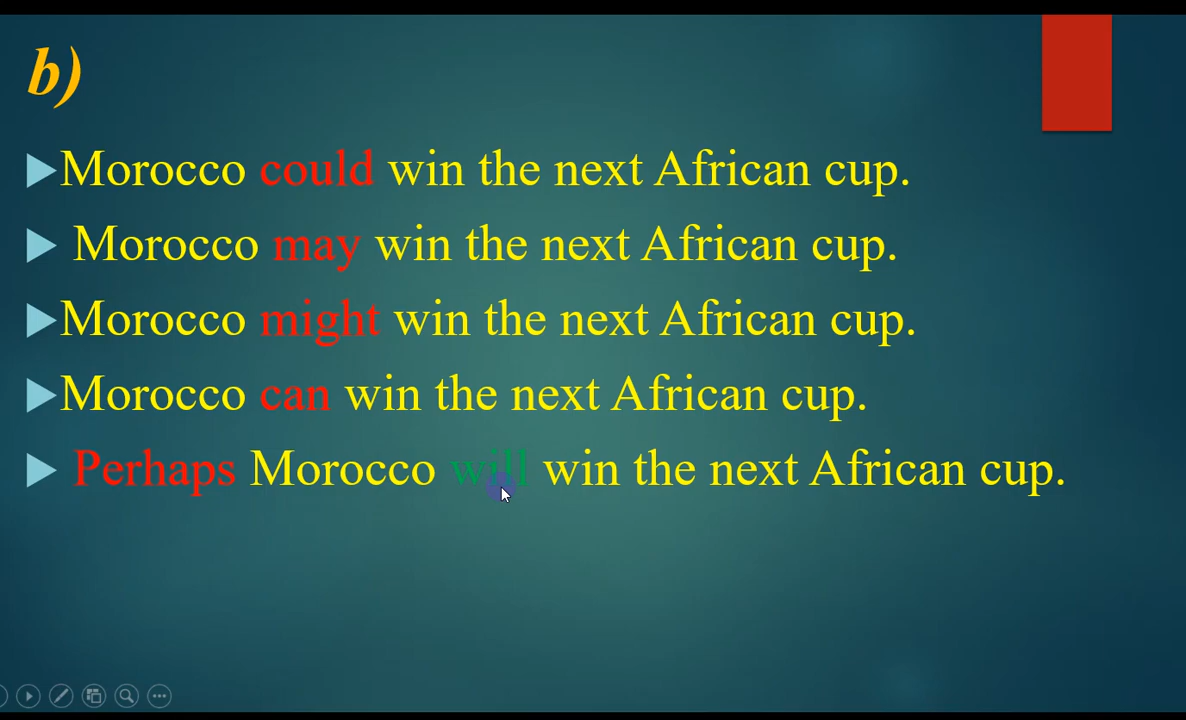 b)
Morocco could win the next African cup.
Morocco may win the next African cup.
Morocco might win the next African cup.
Morocco can win the next African cup.
Perhaps Morocco will win the next African cup.